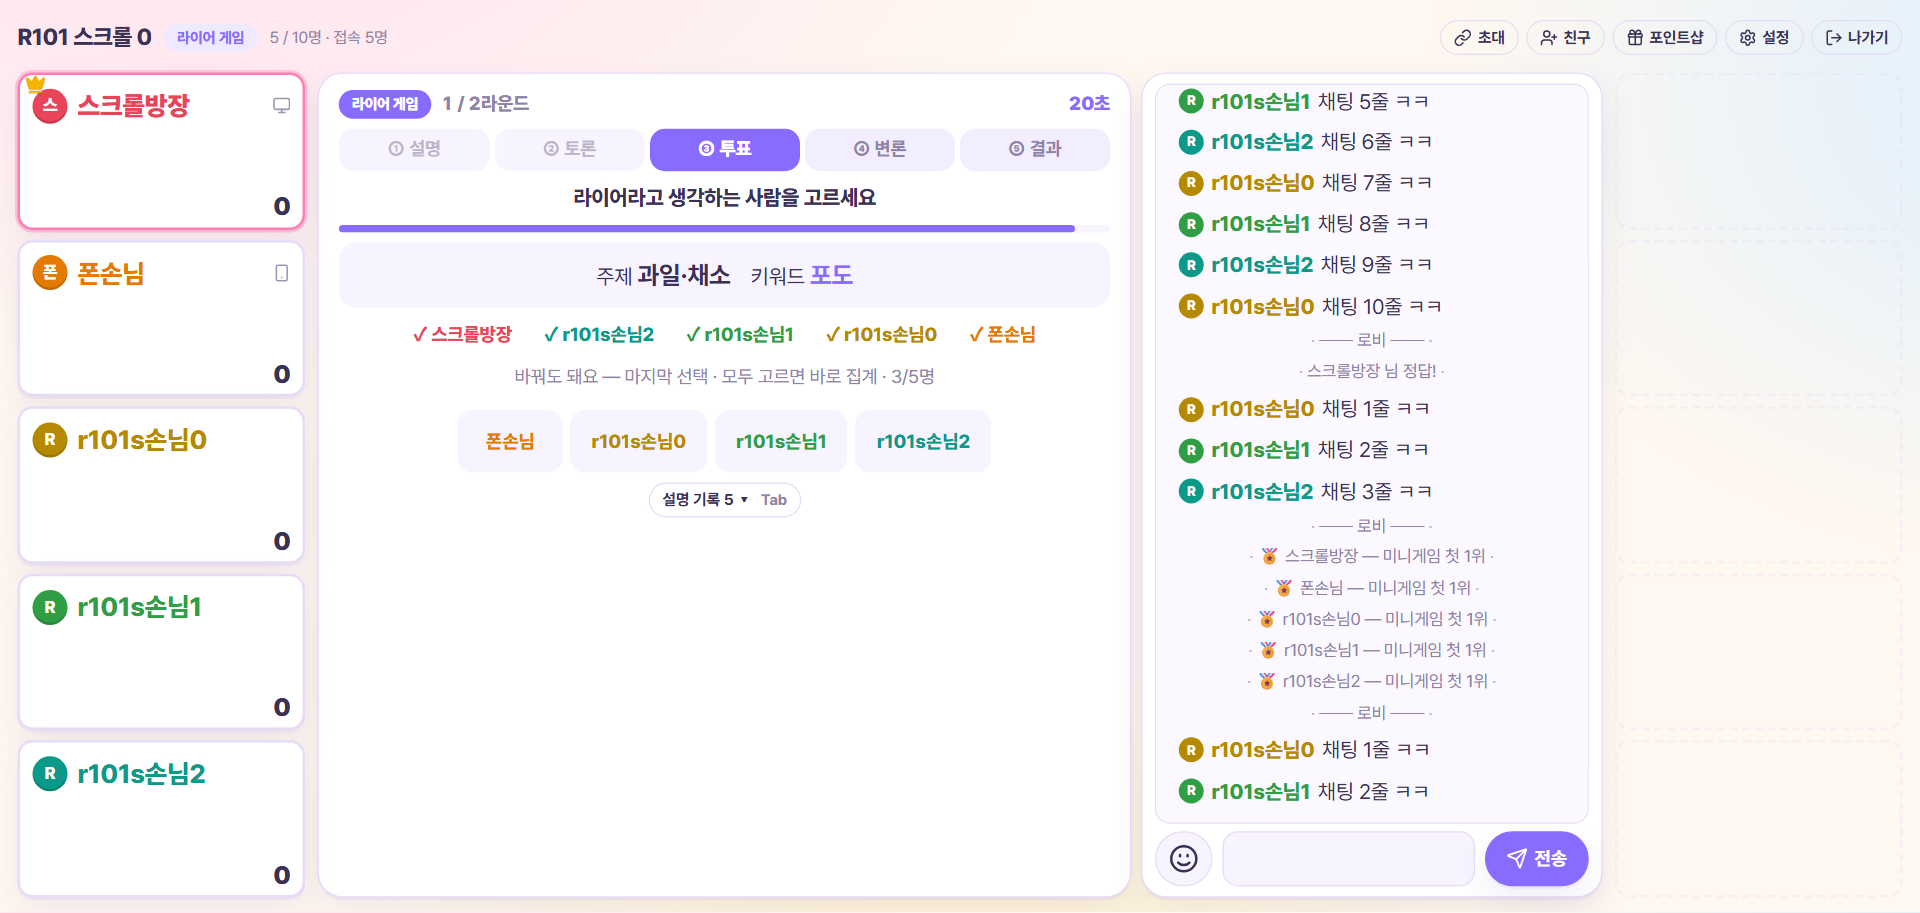 R101 스크롤 0 라이어 게임 5 / 10명 · 접속 5명
초대 친구 포인트샵 설정 나가기
스 스크롤방장
0
폰 폰손님
0
R r101s손님0
0
R r101s손님1
0
R r101s손님2
0
라이어 게임 1 / 2라운드 20초
① 설명 ② 토론 ③ 투표 ④ 변론 ⑤ 결과
라이어라고 생각하는 사람을 고르세요
주제 과일·채소 키워드 포도
✓ 스크롤방장 ✓ r101s손님2 ✓ r101s손님1 ✓ r101s손님0 ✓ 폰손님
바꿔도 돼요 — 마지막 선택 · 모두 고르면 바로 집계 · 3/5명
폰손님 r101s손님0 r101s손님1 r101s손님2
설명 기록 5 ▾ Tab
R r101s손님1 채팅 5줄 ㅋㅋ
R r101s손님2 채팅 6줄 ㅋㅋ
R r101s손님0 채팅 7줄 ㅋㅋ
R r101s손님1 채팅 8줄 ㅋㅋ
R r101s손님2 채팅 9줄 ㅋㅋ
R r101s손님0 채팅 10줄 ㅋㅋ
· —— 로비 —— ·
· 스크롤방장 님 정답! ·
R r101s손님0 채팅 1줄 ㅋㅋ
R r101s손님1 채팅 2줄 ㅋㅋ
R r101s손님2 채팅 3줄 ㅋㅋ
· —— 로비 —— ·
· 🏅 스크롤방장 — 미니게임 첫 1위 ·
· 🏅 폰손님 — 미니게임 첫 1위 ·
· 🏅 r101s손님0 — 미니게임 첫 1위 ·
· 🏅 r101s손님1 — 미니게임 첫 1위 ·
· 🏅 r101s손님2 — 미니게임 첫 1위 ·
· —— 로비 —— ·
R r101s손님0 채팅 1줄 ㅋㅋ
R r101s손님1 채팅 2줄 ㅋㅋ
전송